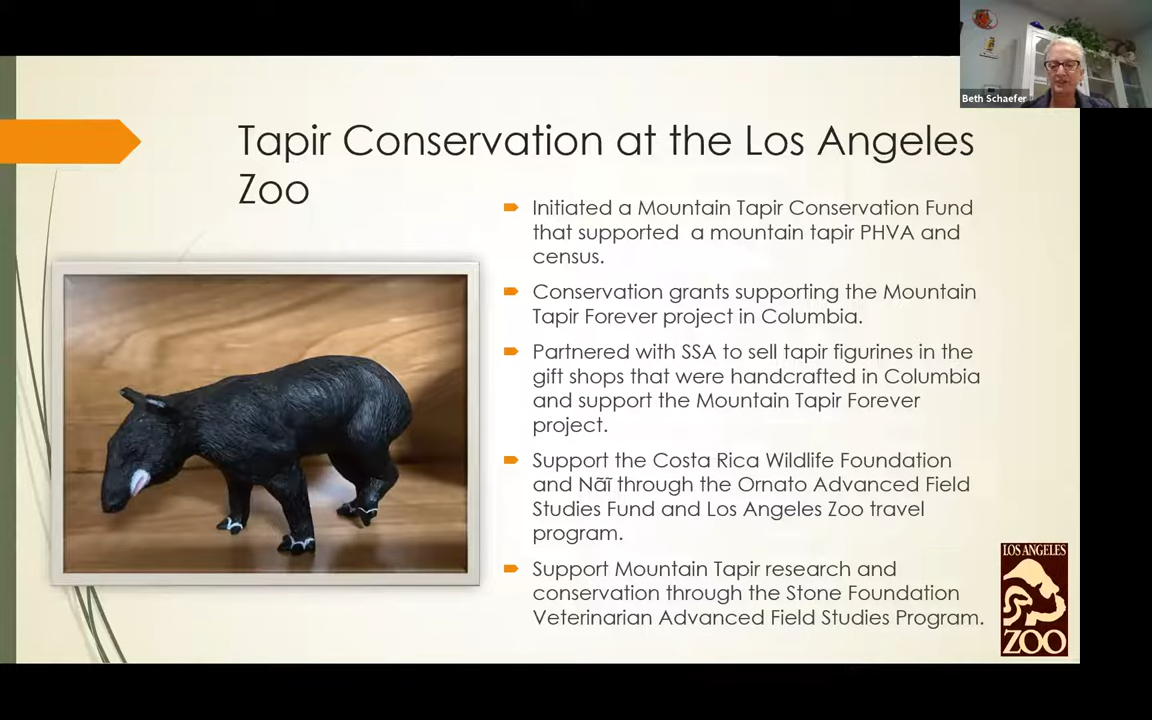 Beth Schaefer
Tapir Conservation at the Los Angeles
Zoo
Initiated a Mountain Tapir Conservation Fund
that supported a mountain tapir PHVA and
census.
Conservation grants supporting the Mountain
Tapir Forever project in Columbia.
Partnered with SSA to sell tapir figurines in the
gift shops that were handcrafted in Columbia
and support the Mountain Tapir Forever
project.
Support the Costa Rica Wildlife Foundation
and Nãї through the Ornato Advanced Field
Studies Fund and Los Angeles Zoo travel
program.
Support Mountain Tapir research and
conservation through the Stone Foundation
Veterinarian Advanced Field Studies Program.
LOS ANGELES
ZOO